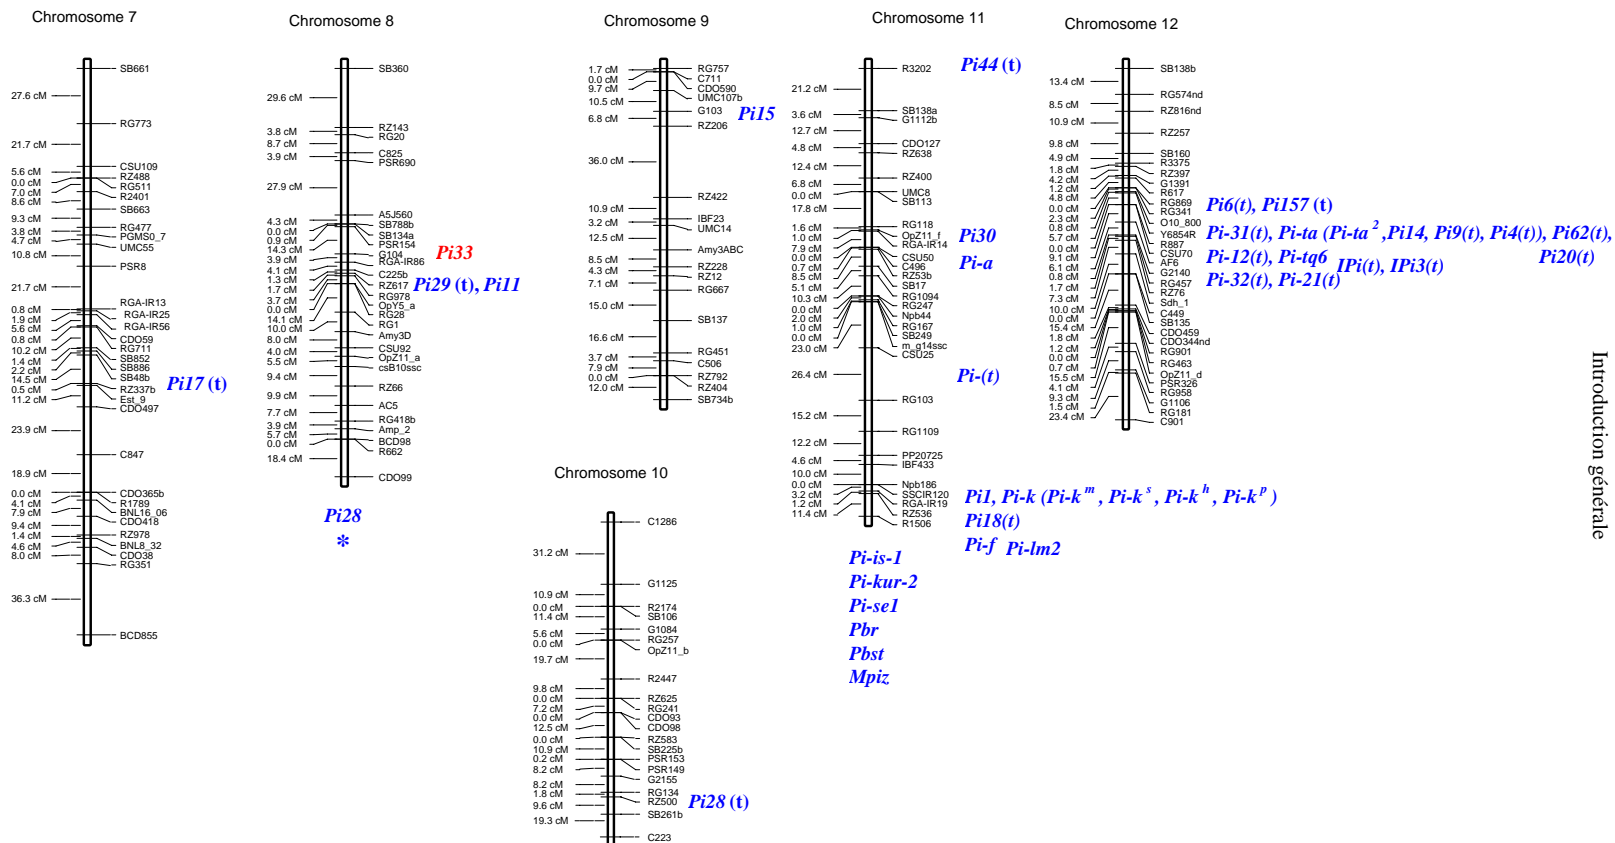 Chromosome 7
27.6 cM
21.7 cM
5.6 cM
0.0 cM
7.0 cM
8.6 cM
9.3 cM
3.8 cM
4.7 cM
10.8 cM
21.7 cM
0.8 cM
1.9 cM
5.6 cM
0.8 cM
10.2 cM
1.4 cM
2.2 cM
14.5 cM
0.5 cM
11.2 cM
23.9 cM
18.9 cM
0.0 cM
4.1 cM
7.9 cM
9.4 cM
1.4 cM
4.6 cM
8.0 cM
36.3 cM
SB661
RG773
CSU109
RZ488
RG511
R2401
SB663
RG477
PGMS0_7
UMC55
PSR8
RGA-IR13
RGA-IR25
RGA-IR56
CDO59
RG711
SB852
SB886
SB48b
RZ337b
Est_9
CDO497
C847
CDO365b
R1789
BNL16_06
CDO418
RZ978
BNL8_32
CDO38
RG351
BCD855
Pi17 (t)
Chromosome 8
29.6 cM
3.8 cM
8.7 cM
3.9 cM
27.9 cM
4.3 cM
0.0 cM
0.9 cM
14.3 cM
3.9 cM
4.1 cM
1.3 cM
1.7 cM
3.7 cM
0.0 cM
14.1 cM
10.0 cM
8.0 cM
4.0 cM
5.5 cM
9.4 cM
9.9 cM
7.7 cM
3.9 cM
5.7 cM
0.0 cM
18.4 cM
SB360
RZ143
RG20
C825
PSR690
A5J560
SB788b
SB134a
PSR154
G104
RGA-IR86
C225b
RZ617
RG978
OpY5_a
RG28
RG1
Amy3D
CSU92
OpZ11_a
csB10ssc
RZ66
AC5
RG418b
Amp_2
BCD98
R662
CDO99
Pi33
Pi29 (t), Pi11
Pi28
*
Chromosome 9
1.7 cM
0.0 cM
9.7 cM
10.5 cM
6.8 cM
36.0 cM
10.9 cM
3.2 cM
12.5 cM
8.5 cM
4.3 cM
7.1 cM
15.0 cM
16.6 cM
3.7 cM
7.9 cM
0.0 cM
12.0 cM
RG757
C711
CDO590
UMC107b
G103
RZ206
RZ422
IBF23
UMC14
Amy3ABC
RZ228
RZ12
RG667
SB137
RG451
C506
RZ792
RZ404
SB734b
Pi15
Chromosome 10
31.2 cM
10.9 cM
0.0 cM
11.4 cM
5.6 cM
0.0 cM
19.7 cM
9.8 cM
0.0 cM
7.2 cM
0.0 cM
12.5 cM
0.0 cM
10.9 cM
0.2 cM
8.2 cM
8.2 cM
1.8 cM
9.6 cM
19.3 cM
C1286
G1125
R2174
SB106
G1084
RG257
OpZ11_b
R2447
RZ625
RG241
CDO93
CDO98
RZ583
SB225b
PSR153
PSR149
G2155
RG134
RZ500
SB261b
C223
Pi28 (t)
Chromosome 11
21.2 cM
3.6 cM
12.7 cM
4.8 cM
12.4 cM
6.8 cM
0.0 cM
17.8 cM
1.6 cM
1.0 cM
7.9 cM
0.0 cM
0.7 cM
8.5 cM
5.1 cM
10.3 cM
0.0 cM
2.0 cM
1.0 cM
0.0 cM
23.0 cM
26.4 cM
15.2 cM
12.2 cM
4.6 cM
10.0 cM
0.0 cM
3.2 cM
1.2 cM
11.4 cM
R3202
SB138a
G1112b
CDO127
RZ638
RZ400
UMC8
SB113
RG118
OpZ11_f
RGA-IR14
CSU50
C496
RZ53b
SB17
RG1094
RG247
Npb44
RG167
SB249
m_g14ssc
CSU25
RG103
RG1109
PP20725
IBF433
Npb186
SSCIR120
RGA-IR19
RZ536
R1506
Pi44 (t)
Pi30
Pi-a
Pi-(t)
Pi1, Pi-k (Pi-k m, Pi-k s, Pi-k h, Pi-k p )
Pi18(t)
Pi-f Pi-lm2
Pi-is-1
Pi-kur-2
Pi-se1
Pbr
Pbst
Mpiz
Chromosome 12
13.4 cM
8.5 cM
10.9 cM
9.8 cM
4.9 cM
1.8 cM
4.2 cM
1.2 cM
4.8 cM
0.0 cM
2.3 cM
0.8 cM
5.7 cM
0.0 cM
9.1 cM
6.1 cM
0.8 cM
1.7 cM
7.3 cM
10.0 cM
0.0 cM
15.4 cM
1.8 cM
1.2 cM
0.0 cM
0.7 cM
15.5 cM
4.1 cM
9.3 cM
1.5 cM
23.4 cM
SB138b
RG574nd
RZ816nd
RZ257
SB160
R3375
RZ397
G1391
R617
RG869
RG341
O10_800
Y6854R
R887
CSU70
AF6
G2140
RG457
RZ76
Sdh_1
C449
SB135
CDO459
CDO344nd
RG901
RG463
OpZ11_d
PSR326
RG958
G1106
RG181
C901
Pi6(t), Pi157 (t)
Pi-31(t), Pi-ta (Pi-ta 2 ,Pi14, Pi9(t), Pi4(t)), Pi62(t),
Pi-12(t), Pi-tq6 IPi(t), IPi3(t) Pi20(t)
Pi-32(t), Pi-21(t)
Introduction générale